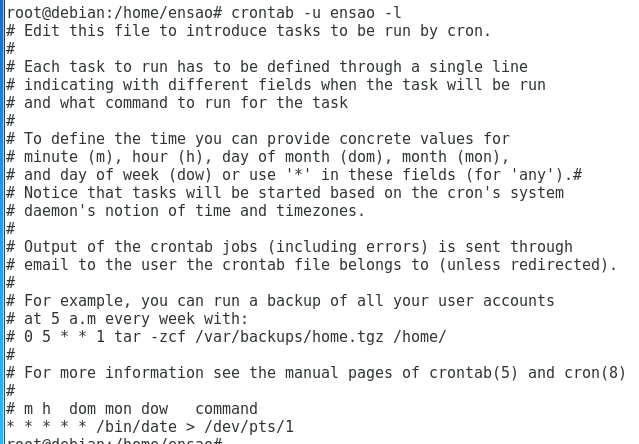 root@debian:/home/ensao# crontab -u ensao -l
# Edit this file to introduce tasks to be run by cron.
#
# Each task to run has to be defined through a single line
# indicating with different fields when the task will be run
# and what command to run for the task
#
# To define the time you can provide concrete values for
# minute (m), hour (h), day of month (dom), month (mon),
# and day of week (dow) or use '*' in these fields (for 'any').#
# Notice that tasks will be started based on the cron's system
# daemon's notion of time and timezones.
#
# Output of the crontab jobs (including errors) is sent through
# email to the user the crontab file belongs to (unless redirected).
#
# For example, you can run a backup of all your user accounts
# at 5 a.m every week with:
# 0 5 * * 1 tar -zcf /var/backups/home.tgz /home/
#
# For more information see the manual pages of crontab(5) and cron(8)
#
# m h  dom mon dow   command
* * * * * /bin/date > /dev/pts/1
root@debian:/home/ensao#